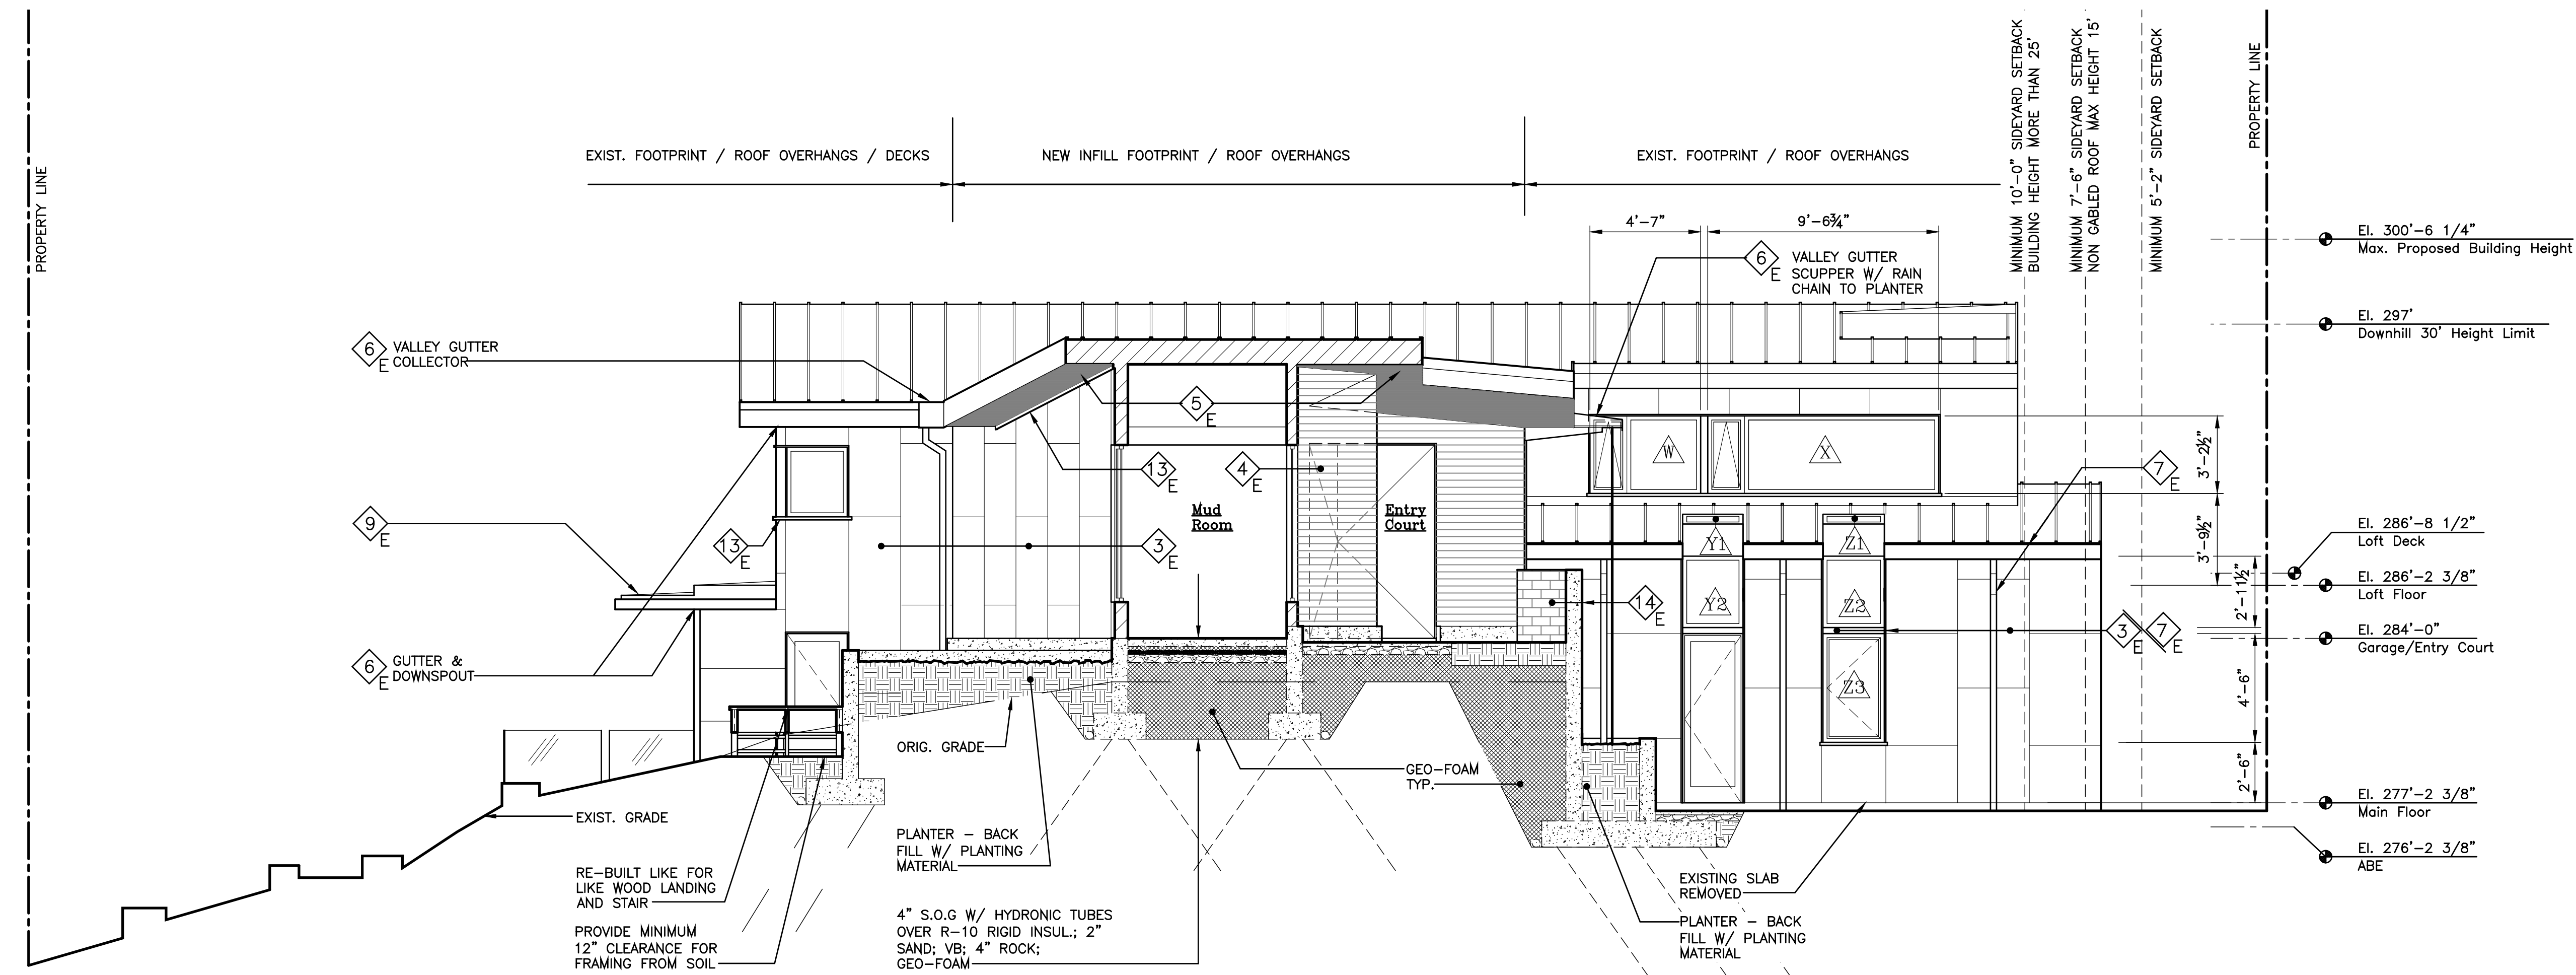 PROPERTY LINE
EXIST. FOOTPRINT / ROOF OVERHANGS / DECKS
NEW INFILL FOOTPRINT / ROOF OVERHANGS
EXIST. FOOTPRINT / ROOF OVERHANGS
MINIMUM 10'-0" SIDEYARD SETBACK
BUILDING HEIGHT MORE THAN 25'
MINIMUM 7'-6" SIDEYARD SETBACK
NON GABLED ROOF MAX HEIGHT 15'
MINIMUM 5'-2" SIDEYARD SETBACK
PROPERTY LINE
4'-7"
9'-6¾"
6
E
VALLEY GUTTER
SCUPPER W/ RAIN
CHAIN TO PLANTER
El. 300'-6 1/4"
Max. Proposed Building Height
El. 297'
Downhill 30' Height Limit
6
E
VALLEY GUTTER
COLLECTOR
5
E
13
E
4
E
W
X
3'-2½"
7
E
9
E
13
E
3
E
Mud
Room
Entry
Court
Y1
Z1
3'-9½"
El. 286'-8 1/2"
Loft Deck
El. 286'-2 3/8"
Loft Floor
14
E
Y2
Z2
2'-11½"
3
E
7
E
El. 284'-0"
Garage/Entry Court
6
E
GUTTER &
DOWNSPOUT
Z3
4'-6"
ORIG. GRADE
GEO-FOAM
TYP.
2'-6"
El. 277'-2 3/8"
Main Floor
EXIST. GRADE
PLANTER - BACK
FILL W/ PLANTING
MATERIAL
El. 276'-2 3/8"
ABE
RE-BUILT LIKE FOR
LIKE WOOD LANDING
AND STAIR
EXISTING SLAB
REMOVED
PROVIDE MINIMUM
12" CLEARANCE FOR
FRAMING FROM SOIL
4" S.O.G W/ HYDRONIC TUBES
OVER R-10 RIGID INSUL.; 2"
SAND; VB; 4" ROCK;
GEO-FOAM
PLANTER - BACK
FILL W/ PLANTING
MATERIAL